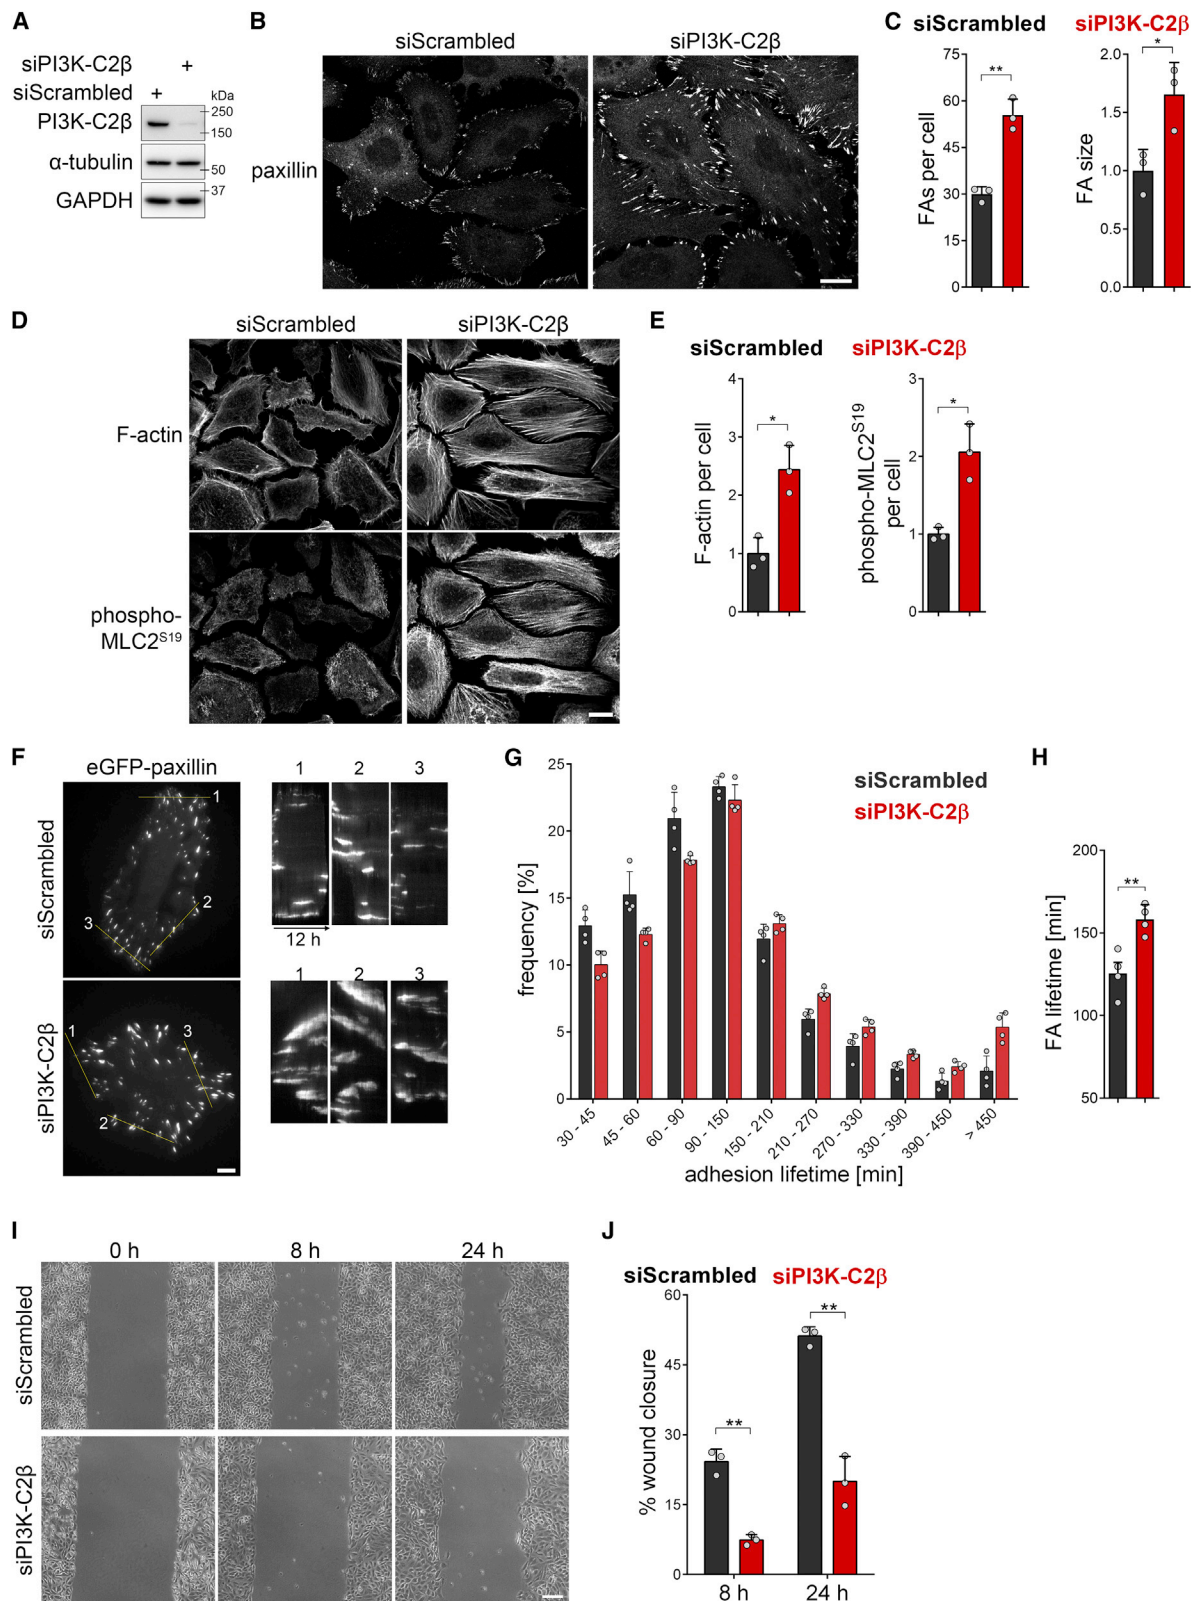 A
siPI3K-C2β +
siScrambled +
kDa
PI3K-C2β
250
150
α-tubulin
50
GAPDH
37
B
siScrambled siPI3K-C2β
paxillin
C siScrambled siPI3K-C2β
FAs per cell
75
60
45
30
15
0
**
FA size
2.0
1.5
1.0
0.5
0.0
*
D
siScrambled siPI3K-C2β
F-actin
phospho-
MLC2S19
E
siScrambled siPI3K-C2β
F-actin per cell
4
3
2
1
0
*
phospho-MLC2S19
per cell
3
2
1
0
*
F
eGFP-paxillin
siScrambled
1
2
3
1 2 3
12 h
siPI3K-C2β
1
3
2
1 2 3
G
siScrambled
siPI3K-C2β
frequency [%]
25
20
15
10
5
0
30 - 45
45 - 60
60 - 90
90 - 150
150 - 210
210 - 270
270 - 330
330 - 390
390 - 450
> 450
adhesion lifetime [min]
H
FA lifetime [min]
200
150
100
50
**
I
0 h 8 h 24 h
siScrambled
siPI3K-C2β
J
siScrambled siPI3K-C2β
% wound closure
60
45
30
15
0
**
**
8 h 24 h